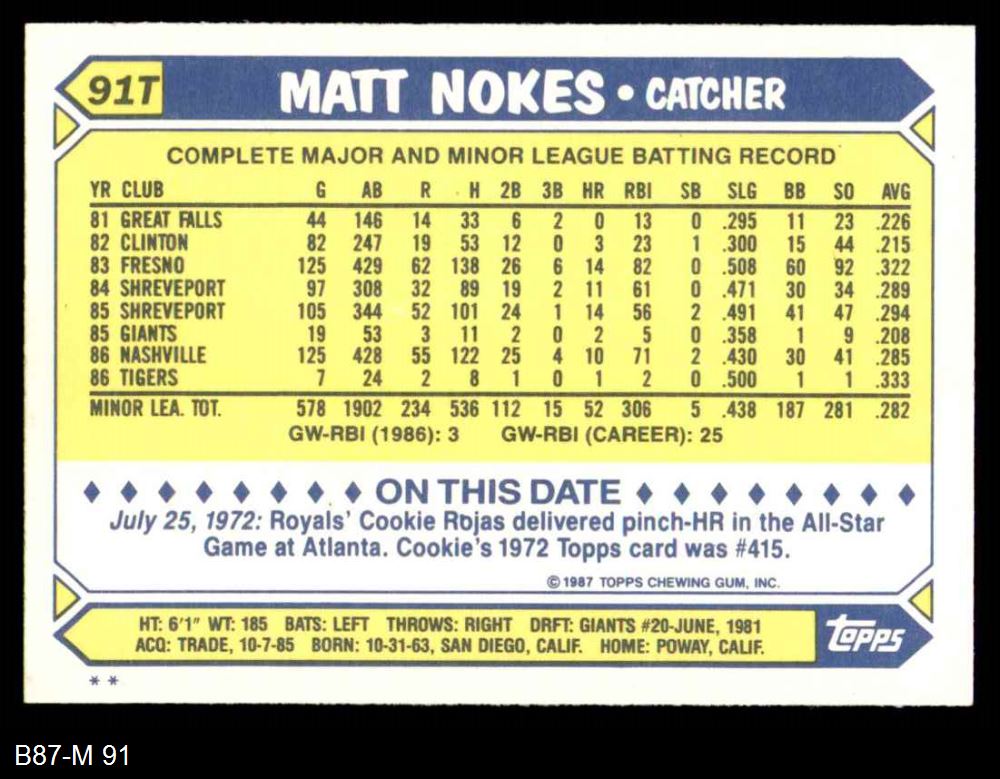 91T
MATT NOKES • CATCHER
COMPLETE MAJOR AND MINOR LEAGUE BATTING RECORD
YR CLUB G AB R H 2B 3B HR RBI SB SLG BB SO AVG
81 GREAT FALLS 44 146 14 33 6 2 0 13 0 .295 11 23 .226
82 CLINTON 82 247 19 53 12 0 3 23 1 .300 15 44 .215
83 FRESNO 125 429 62 138 26 6 14 82 0 .508 60 92 .322
84 SHREVEPORT 97 308 32 89 19 2 11 61 0 .471 30 34 .289
85 SHREVEPORT 105 344 52 101 24 1 14 56 2 .491 41 47 .294
85 GIANTS 19 53 3 11 2 0 2 5 0 .358 1 9 .208
86 NASHVILLE 125 428 55 122 25 4 10 71 2 .430 30 41 .285
86 TIGERS 7 24 2 8 1 0 1 2 0 .500 1 1 .333
MINOR LEA. TOT. 578 1902 234 536 112 15 52 306 5 .438 187 281 .282
GW-RBI (1986): 3 GW-RBI (CAREER): 25
ON THIS DATE
July 25, 1972: Royals' Cookie Rojas delivered pinch-HR in the All-Star
Game at Atlanta. Cookie's 1972 Topps card was #415.
© 1987 TOPPS CHEWING GUM, INC.
HT: 6'1" WT: 185 BATS: LEFT THROWS: RIGHT DRFT: GIANTS #20-JUNE, 1981
ACQ: TRADE, 10-7-85 BORN: 10-31-63, SAN DIEGO, CALIF. HOME: POWAY, CALIF.
topps
**
B87-M 91